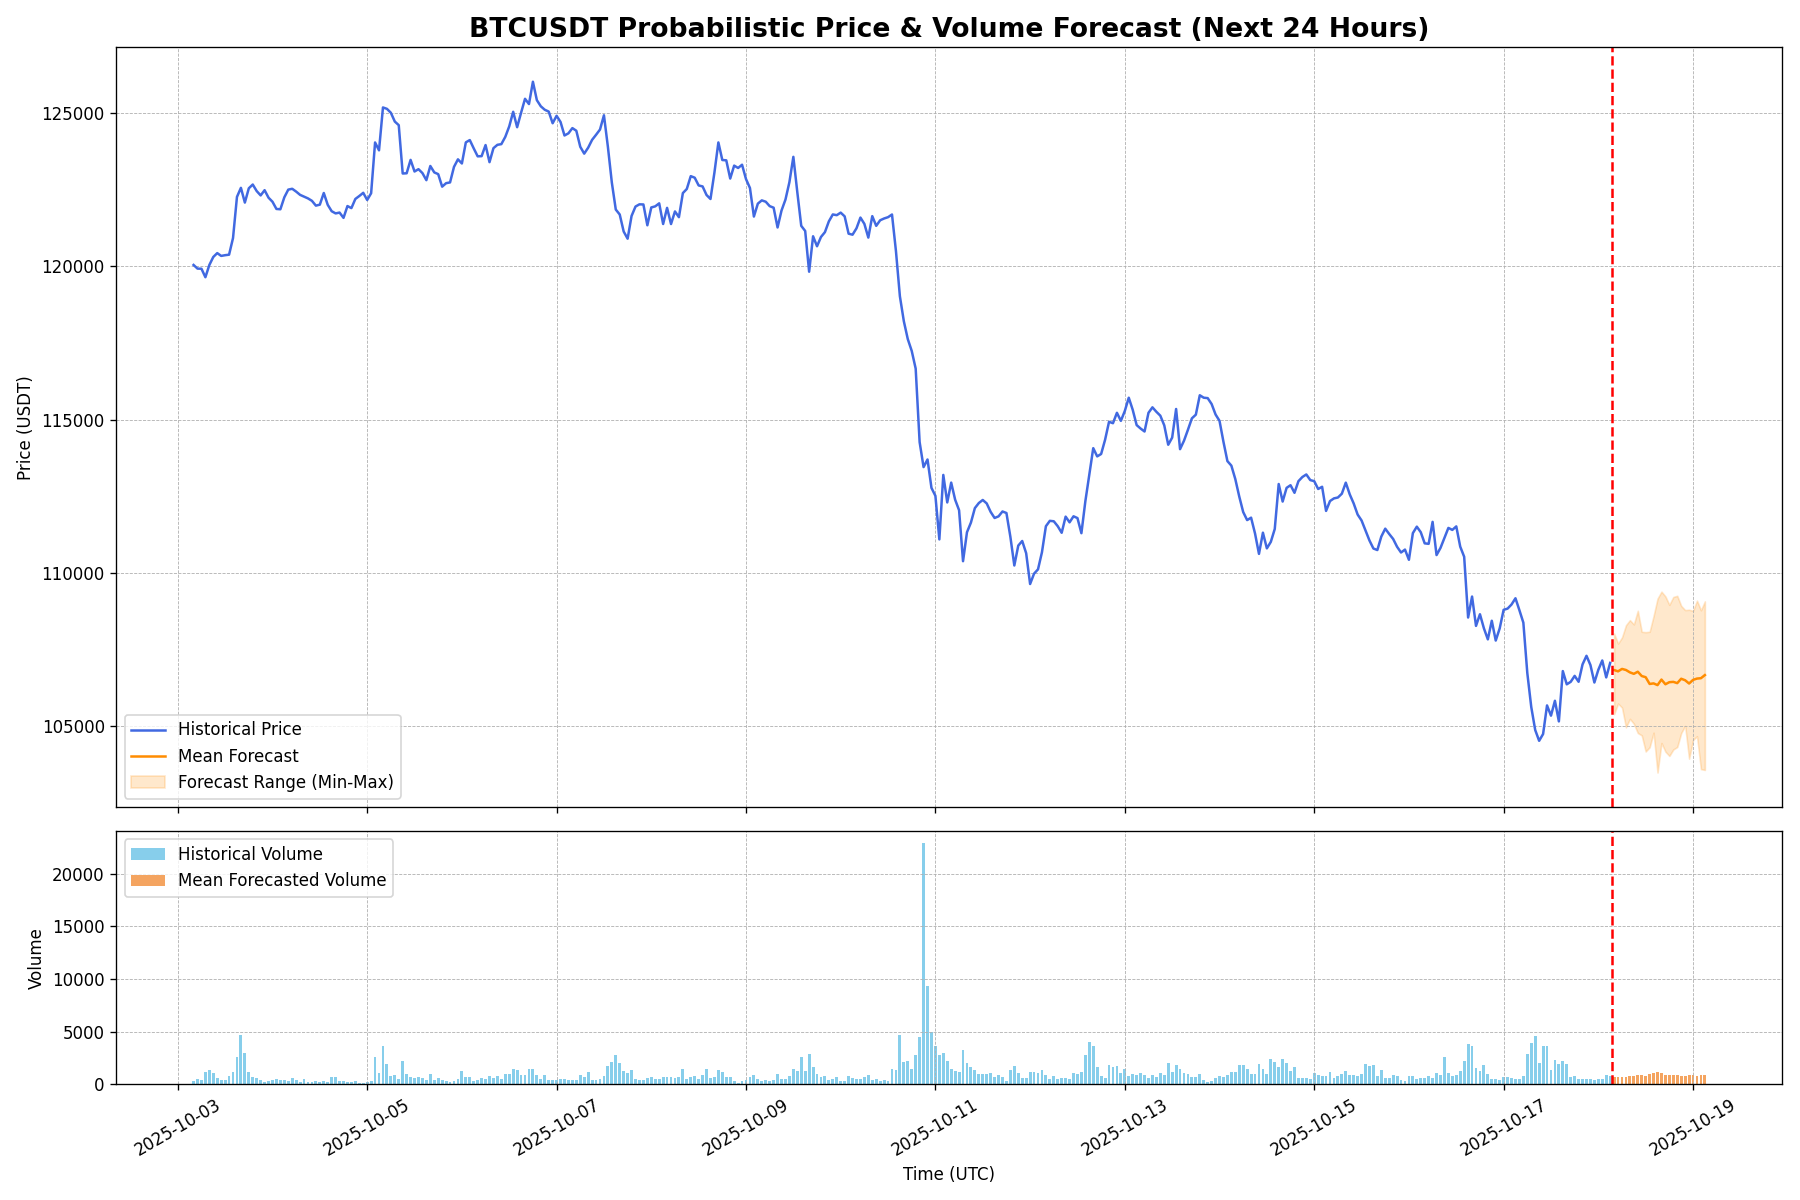 BTCUSDT Probabilistic Price & Volume Forecast (Next 24 Hours)
Price (USDT)
125000
120000
115000
110000
105000
Historical Price
Mean Forecast
Forecast Range (Min-Max)
Volume
20000
15000
10000
5000
0
Historical Volume
Mean Forecasted Volume
2025-10-03
2025-10-05
2025-10-07
2025-10-09
2025-10-11
2025-10-13
2025-10-15
2025-10-17
2025-10-19
Time (UTC)